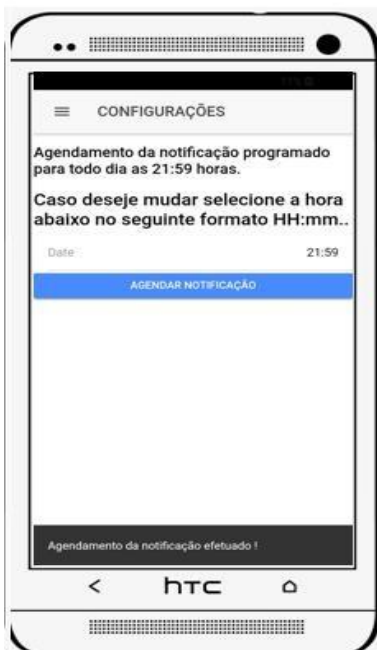 CONFIGURAÇÕES
Agendamento da notificação programado
para todo dia as 21:59 horas.
Caso deseje mudar selecione a hora
abaixo no seguinte formato HH:mm..
Date 21:59
AGENDAR NOTIFICAÇÃO
Agendamento da notificação efetuado !
hTC